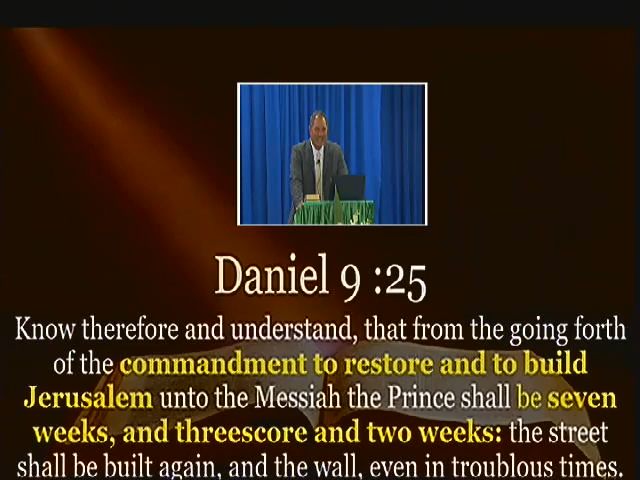 Daniel 9 :25
Know therefore and understand, that from the going forth
of the commandment to restore and to build
Jerusalem unto the Messiah the Prince shall be seven
weeks, and threescore and two weeks: the street
shall be built again, and the wall, even in troublous times.